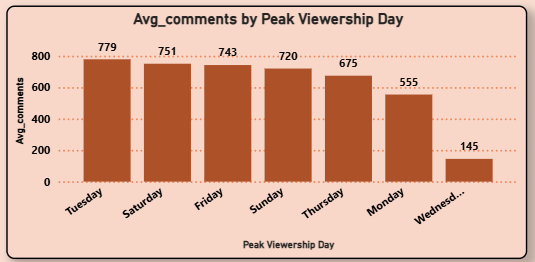 Avg_comments by Peak Viewership Day
Avg_comments
800
600
400
200
0
779
751
743
720
675
555
145
Tuesday
Saturday
Friday
Sunday
Thursday
Monday
Wednesd...
Peak Viewership Day